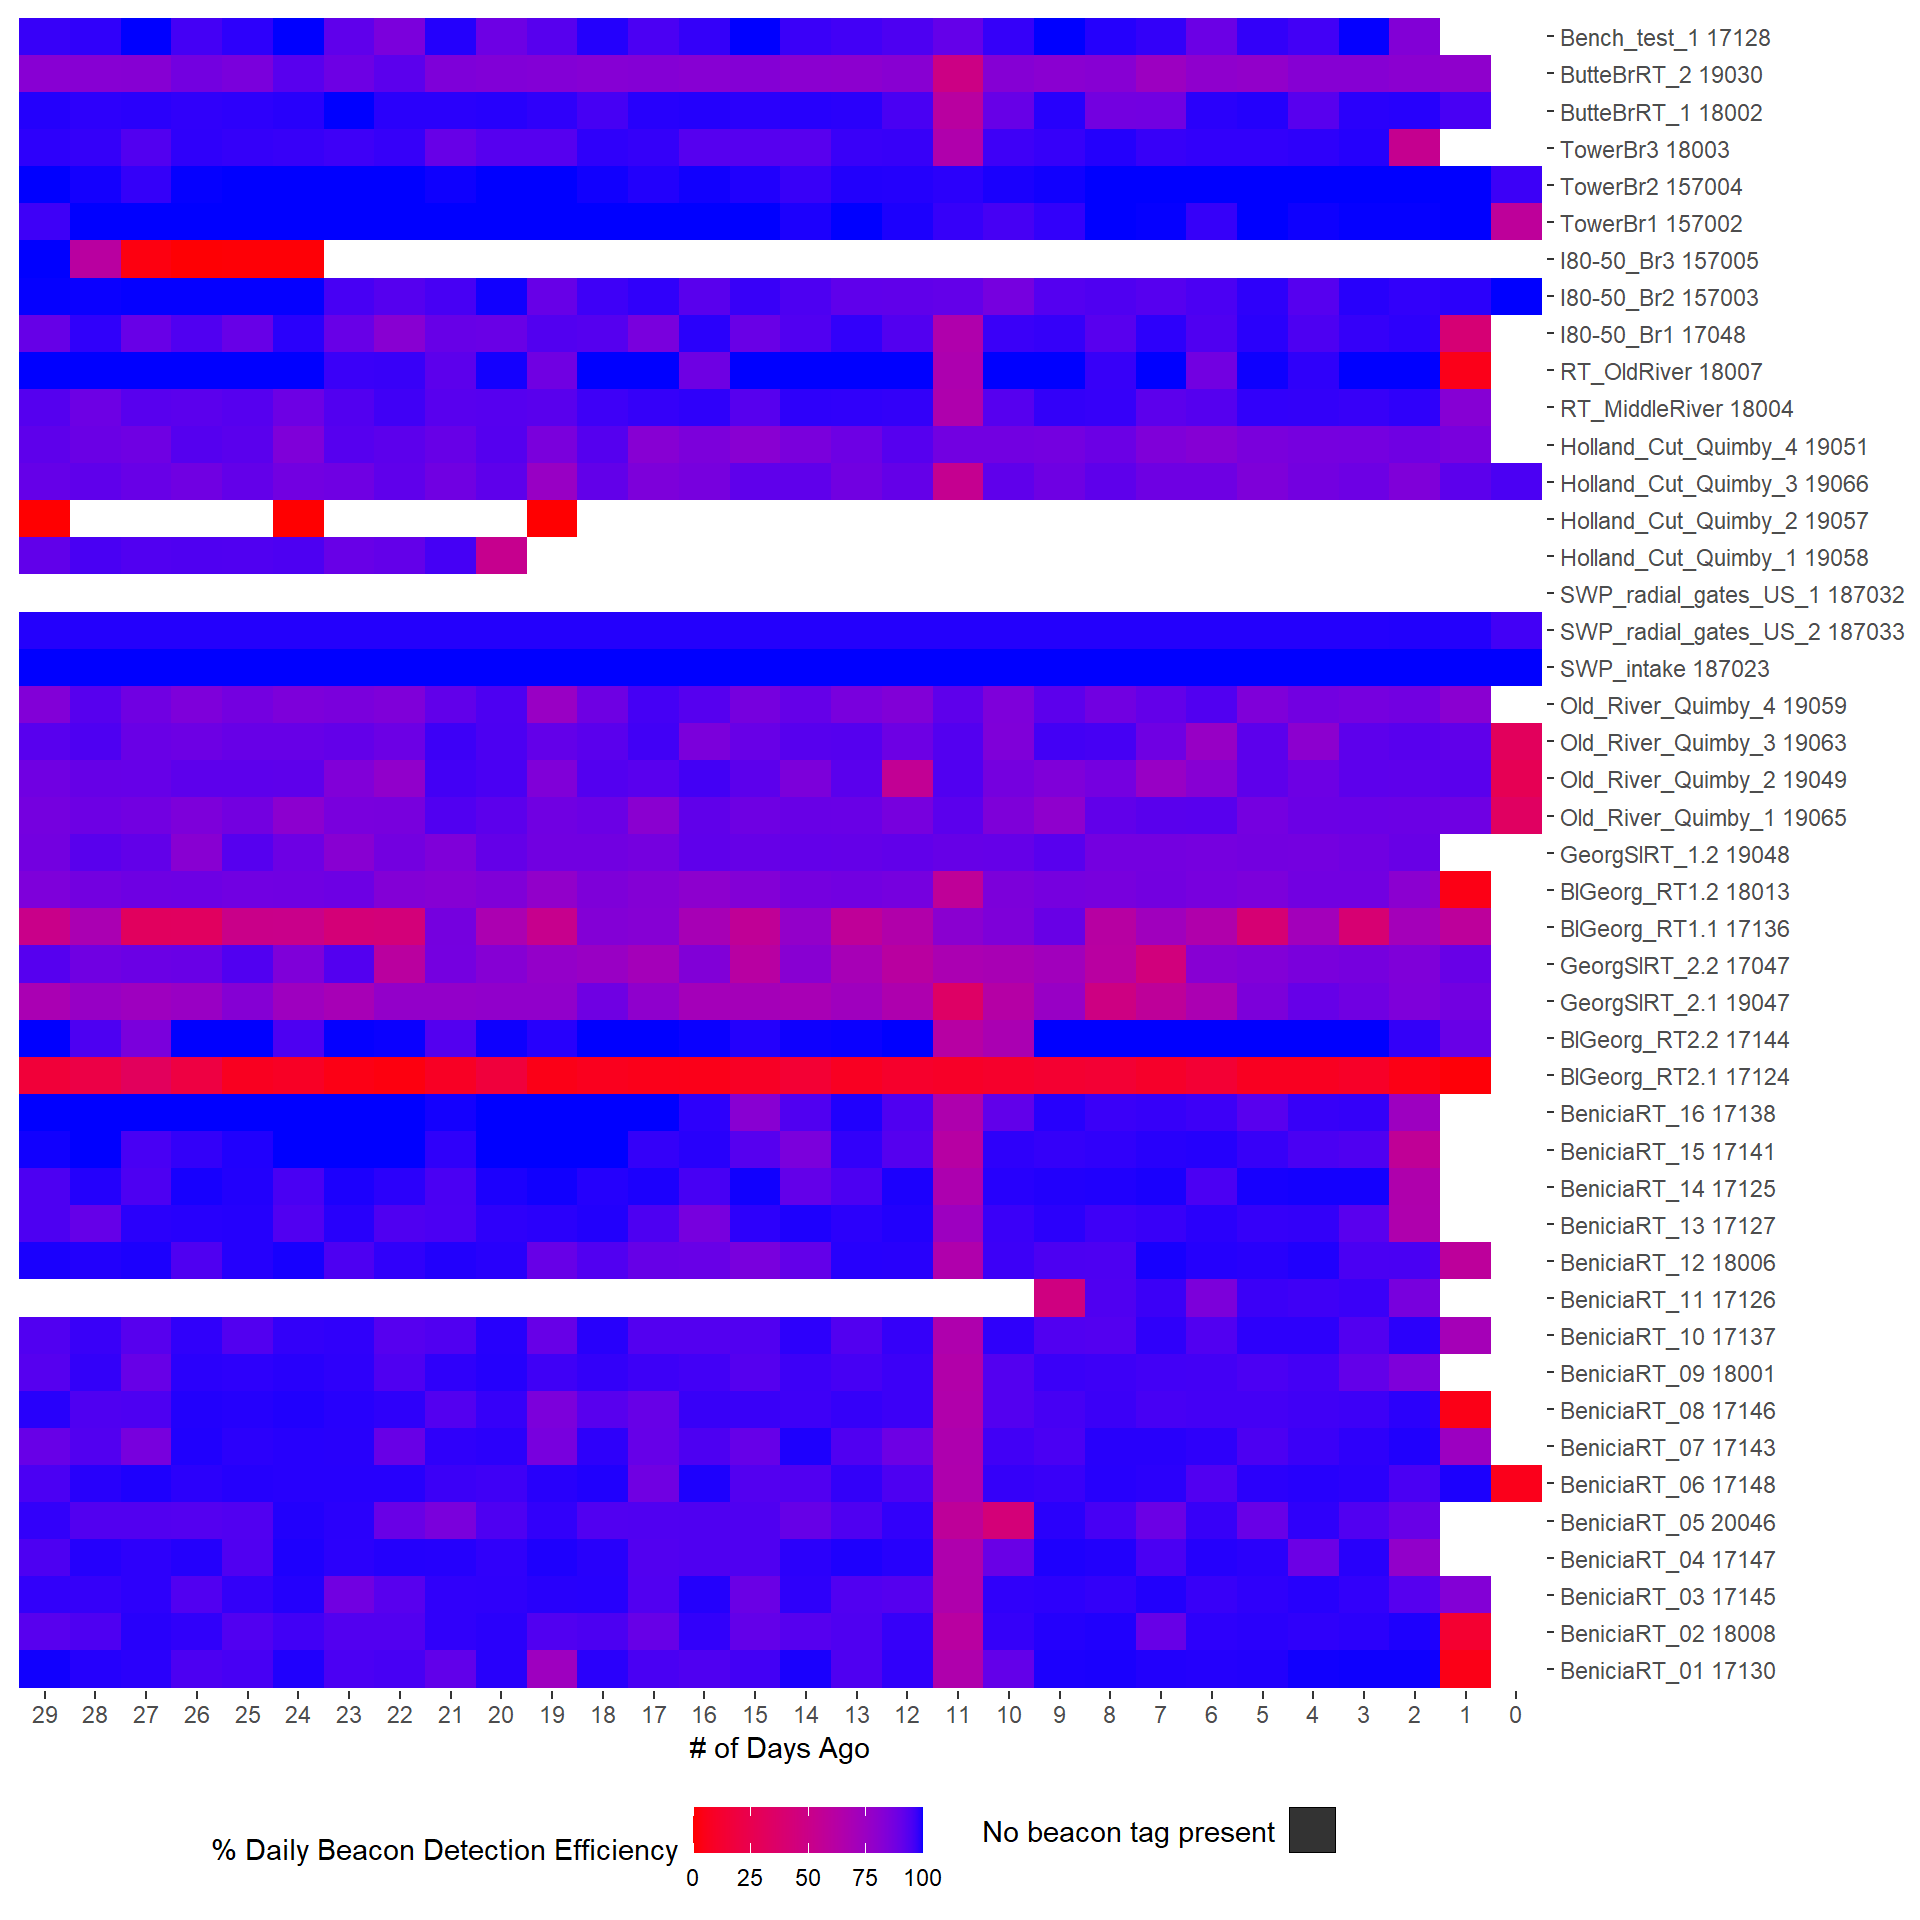 Bench_test_1 17128
ButteBrRT_2 19030
ButteBrRT_1 18002
TowerBr3 18003
TowerBr2 157004
TowerBr1 157002
I80-50_Br3 157005
I80-50_Br2 157003
I80-50_Br1 17048
RT_OldRiver 18007
RT_MiddleRiver 18004
Holland_Cut_Quimby_4 19051
Holland_Cut_Quimby_3 19066
Holland_Cut_Quimby_2 19057
Holland_Cut_Quimby_1 19058
SWP_radial_gates_US_1 187032
SWP_radial_gates_US_2 187033
SWP_intake 187023
Old_River_Quimby_4 19059
Old_River_Quimby_3 19063
Old_River_Quimby_2 19049
Old_River_Quimby_1 19065
GeorgSlRT_1.2 19048
BlGeorg_RT1.2 18013
BlGeorg_RT1.1 17136
GeorgSlRT_2.2 17047
GeorgSlRT_2.1 19047
BlGeorg_RT2.2 17144
BlGeorg_RT2.1 17124
BeniciaRT_16 17138
BeniciaRT_15 17141
BeniciaRT_14 17125
BeniciaRT_13 17127
BeniciaRT_12 18006
BeniciaRT_11 17126
BeniciaRT_10 17137
BeniciaRT_09 18001
BeniciaRT_08 17146
BeniciaRT_07 17143
BeniciaRT_06 17148
BeniciaRT_05 20046
BeniciaRT_04 17147
BeniciaRT_03 17145
BeniciaRT_02 18008
BeniciaRT_01 17130
29 28 27 26 25 24 23 22 21 20 19 18 17 16 15 14 13 12 11 10 9 8 7 6 5 4 3 2 1 0
# of Days Ago
% Daily Beacon Detection Efficiency
0 25 50 75 100
No beacon tag present